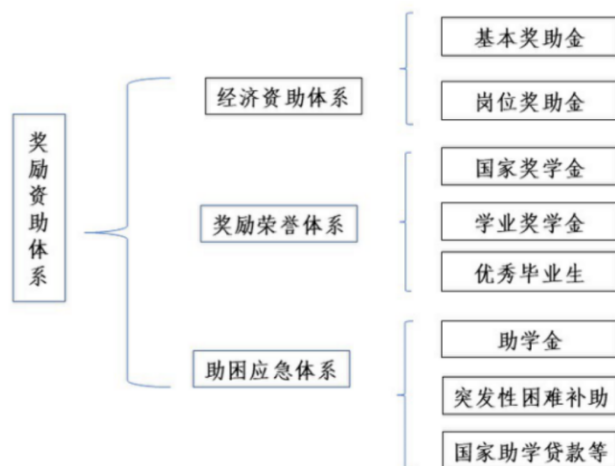 奖励资助体系
经济资助体系
基本奖助金
岗位奖助金
奖励荣誉体系
国家奖学金
学业奖学金
优秀毕业生
助困应急体系
助学金
突发性困难补助
国家助学贷款等